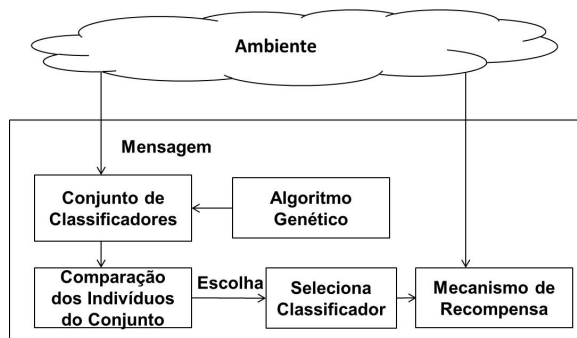 Ambiente
Mensagem
Conjunto de
Classificadores
Algoritmo
Genético
Comparação
dos Indivíduos
do Conjunto
Escolha
Seleciona
Classificador
Mecanismo de
Recompensa